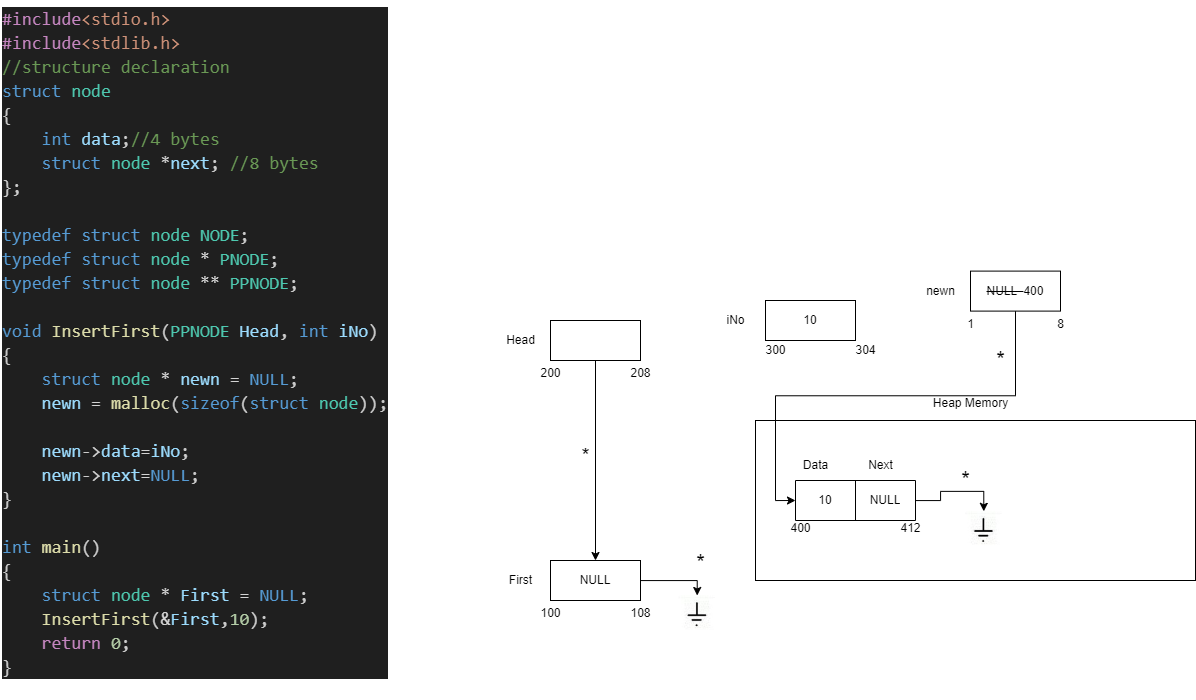 #include<stdio.h>
#include<stdlib.h>
//structure declaration
struct node
{
    int data;//4 bytes
    struct node *next; //8 bytes
};

typedef struct node NODE;
typedef struct node * PNODE;
typedef struct node ** PPNODE;

void InsertFirst(PPNODE Head, int iNo)
{
    struct node * newn = NULL;
    newn = malloc(sizeof(struct node));

    newn->data=iNo;
    newn->next=NULL;
}

int main()
{
    struct node * First = NULL;
    InsertFirst(&First,10);
    return 0;
}
newn NULL 400
1 8
*
iNo 10
300 304
Head
200 208
*
Heap Memory
Data Next
*
10 NULL
400 412
*
First NULL
100 108